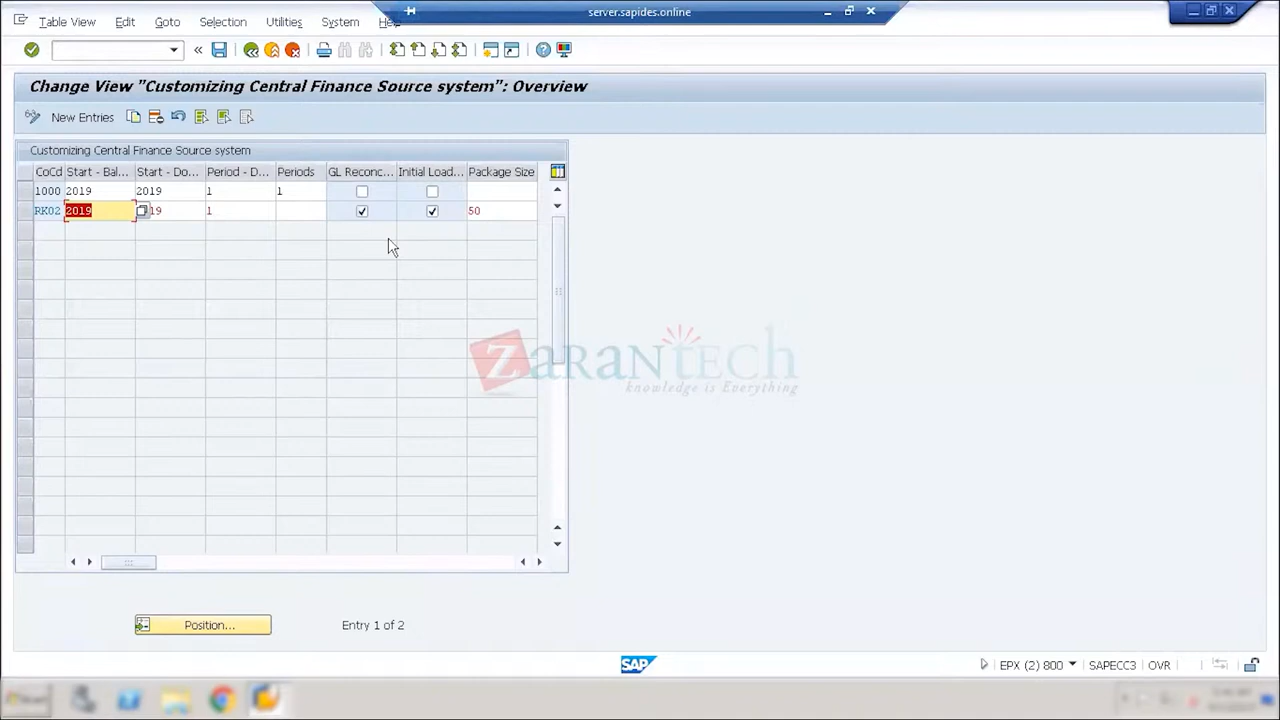 server.sapides.online
Table View Edit Goto Selection Utilities System Help
Change View "Customizing Central Finance Source system": Overview
New Entries
Customizing Central Finance Source system
CoCd Start - Bal... Start - Do... Period - D... Periods GL Reconc... Initial Load... Package Size
1000 2019 2019 1 1
RK02 2019 19 1 50
ZaranTech
knowledge is Everything
Position... Entry 1 of 2
SAP EPX (2) 800 SAPECC3 OVR